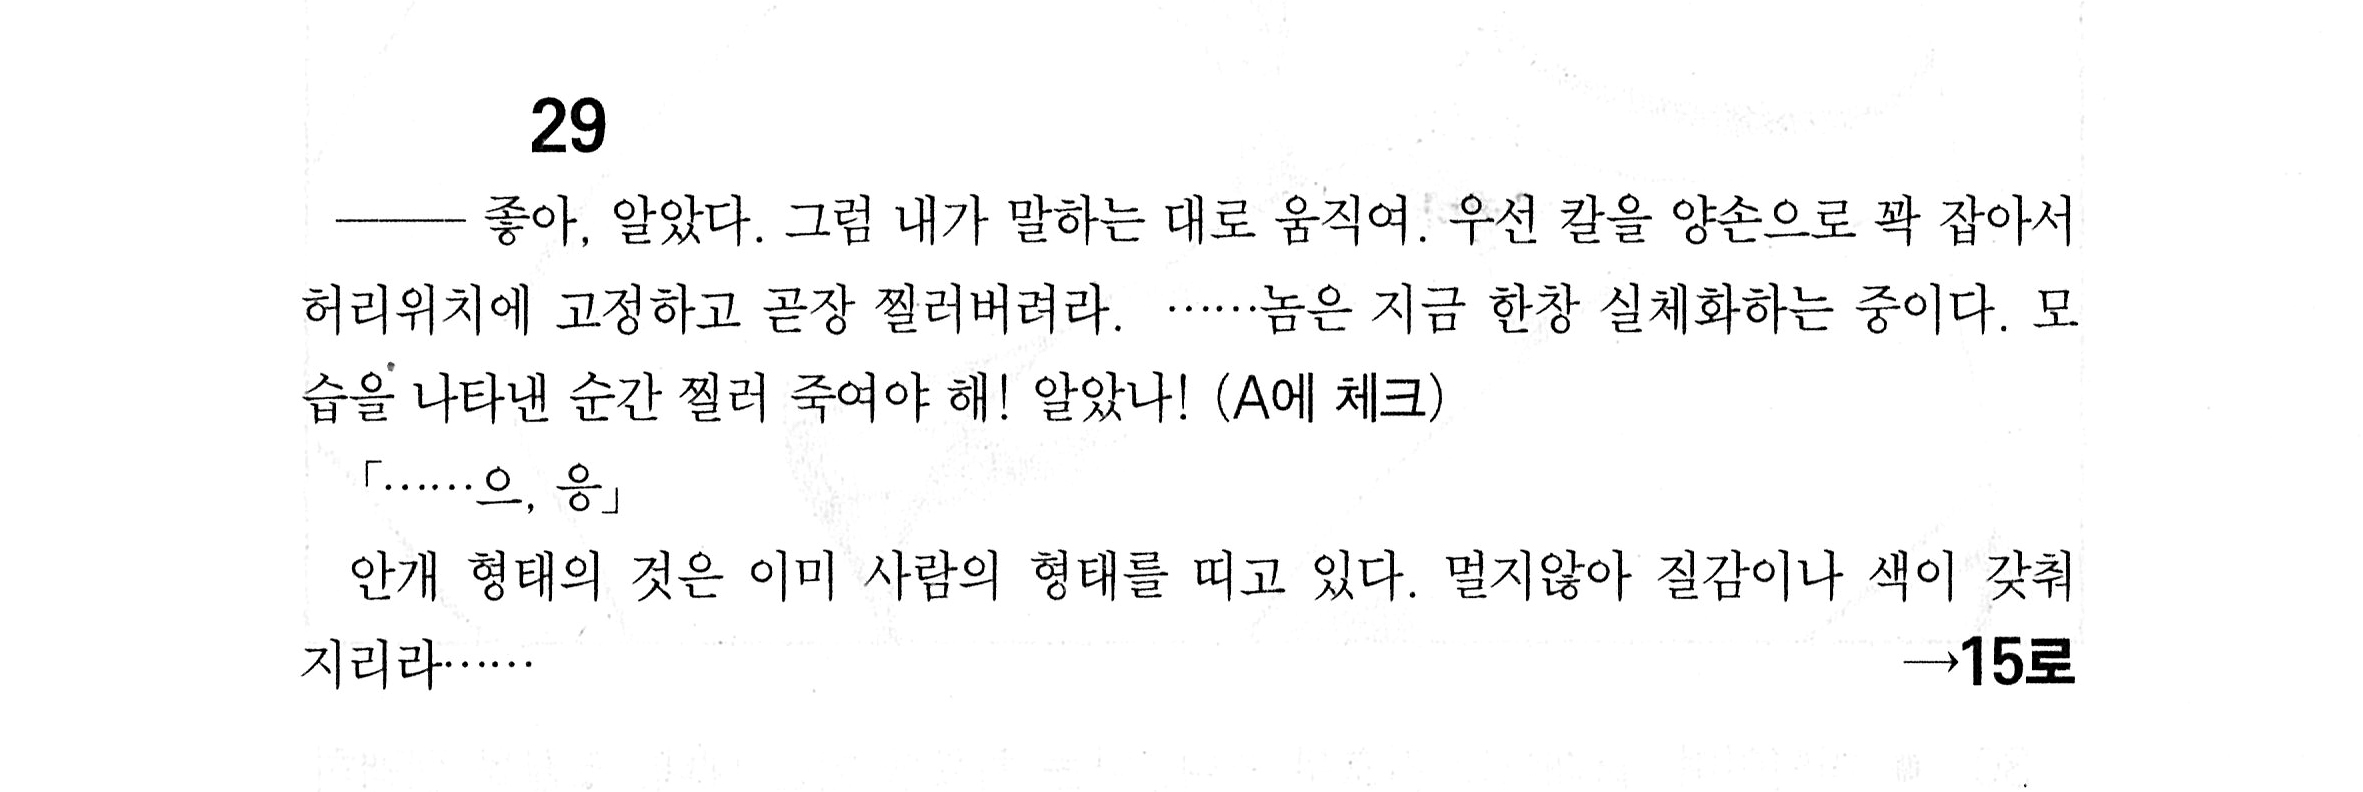 29
――― 좋아, 알았다. 그럼 내가 말하는 대로 움직여. 우선 칼을 양손으로 꽉 잡아서
허리위치에 고정하고 곧장 찔러버려라. ……놈은 지금 한창 실체화하는 중이다. 모
습을 나타낸 순간 찔러 죽여야 해! 알았나! (A에 체크)
「……으, 응」
안개 형태의 것은 이미 사람의 형태를 띠고 있다. 멀지않아 질감이나 색이 갖춰
지리라…… →15로